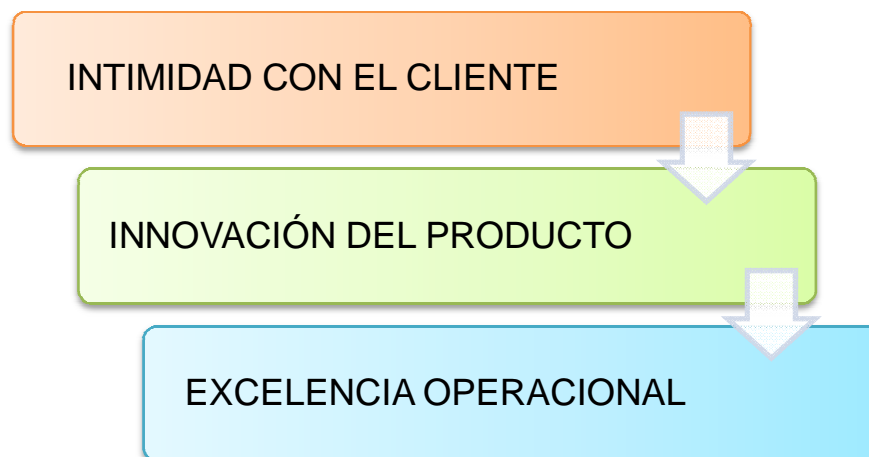 INTIMIDAD CON EL CLIENTE
INNOVACIÓN DEL PRODUCTO
EXCELENCIA OPERACIONAL